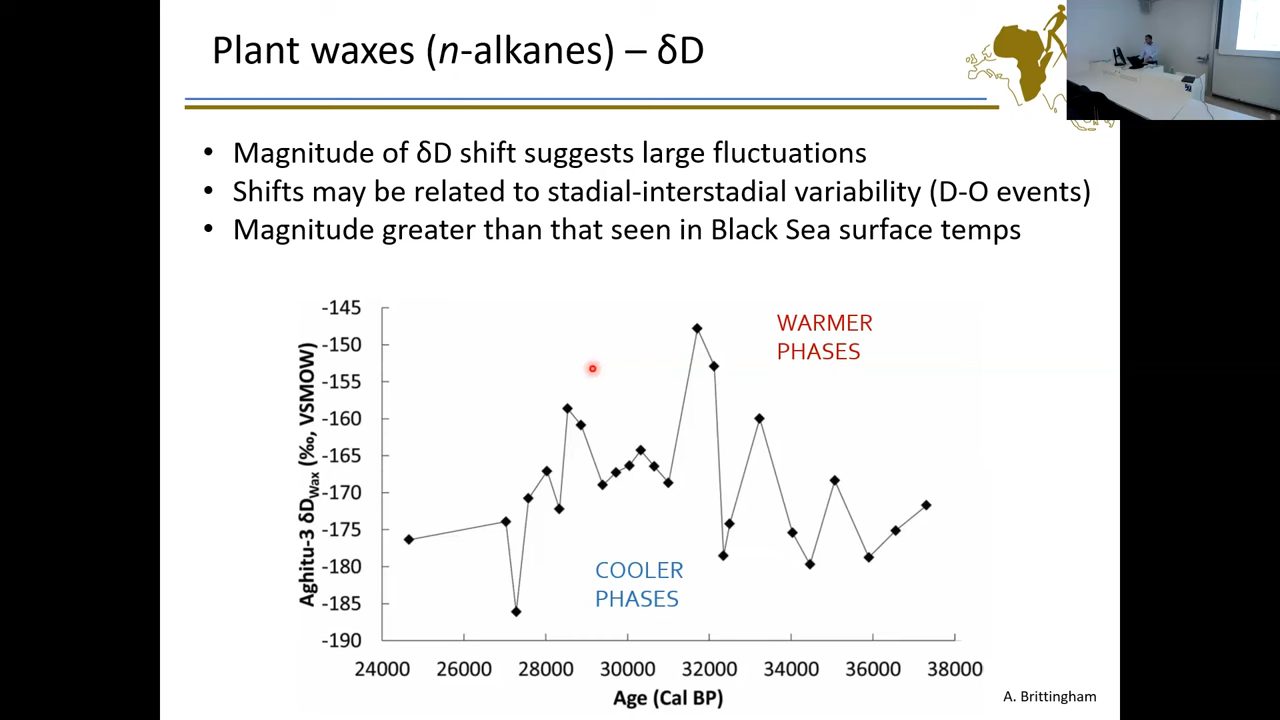 Plant waxes (n-alkanes) – δD
• Magnitude of δD shift suggests large fluctuations
• Shifts may be related to stadial-interstadial variability (D-O events)
• Magnitude greater than that seen in Black Sea surface temps
WARMER
PHASES
COOLER
PHASES
Aghitu-3 δDWax (‰, VSMOW)
-145
-150
-155
-160
-165
-170
-175
-180
-185
-190
24000 26000 28000 30000 32000 34000 36000 38000
Age (Cal BP)
A. Brittingham